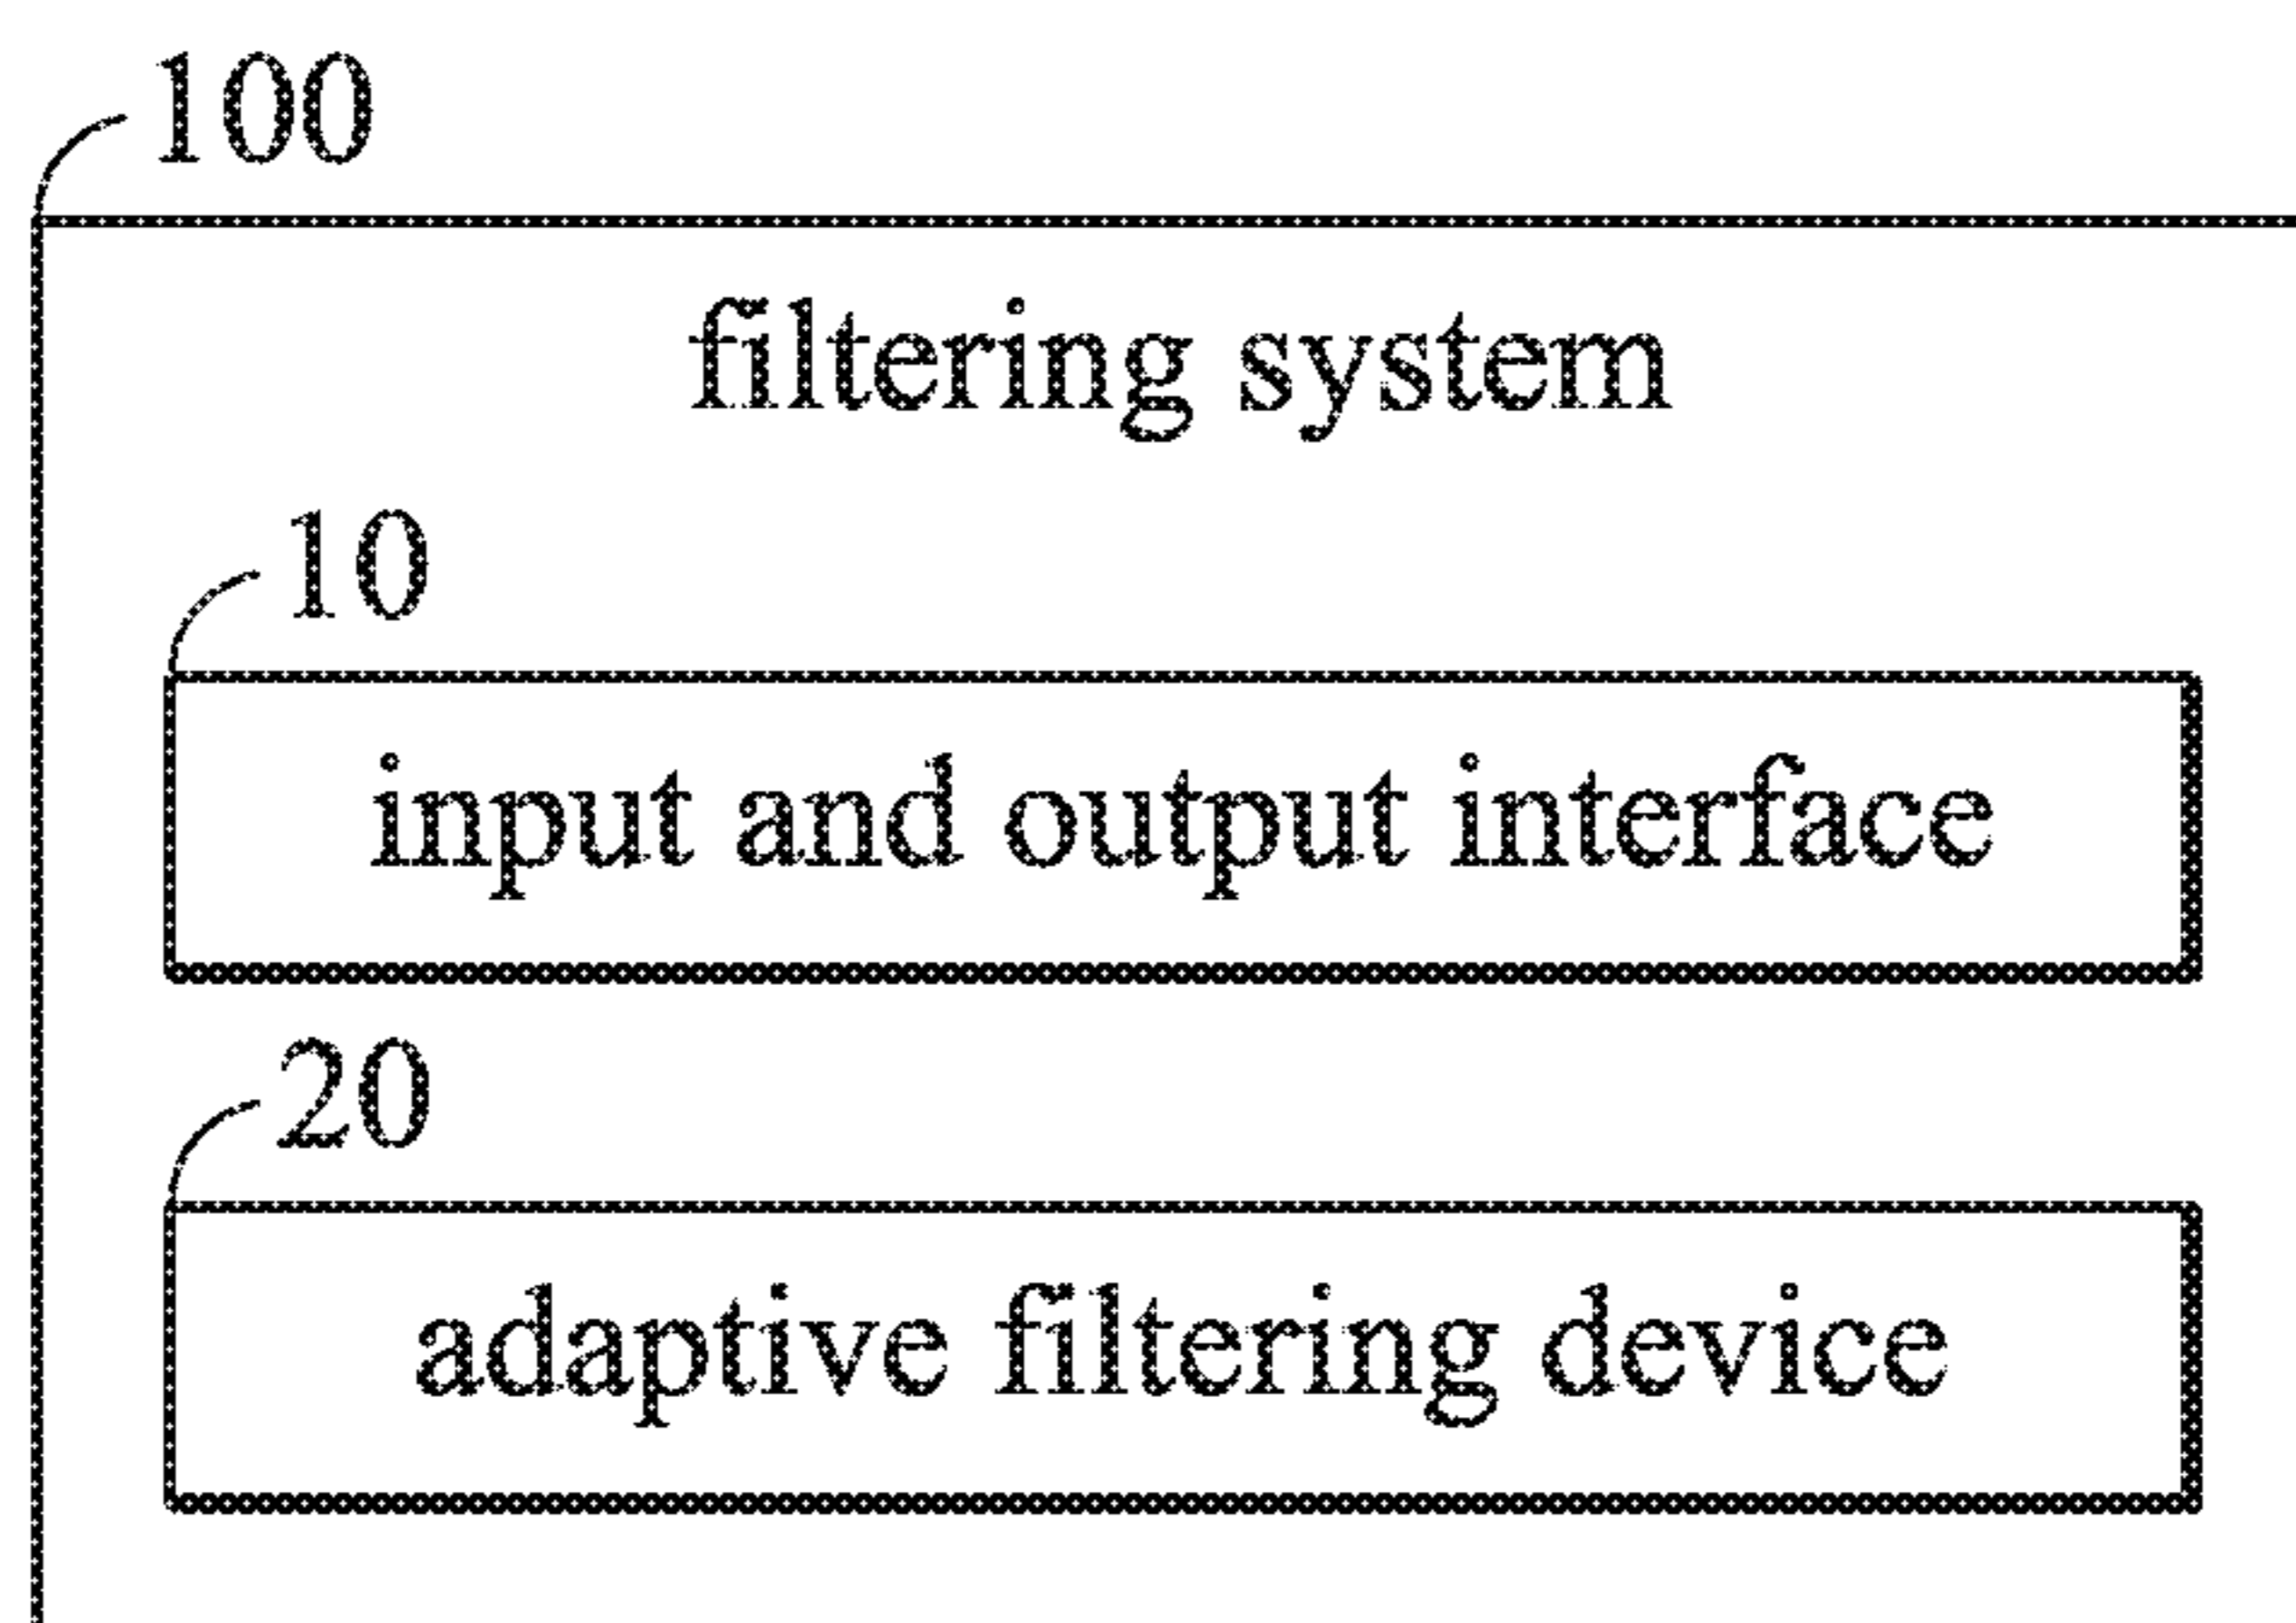 100
filtering system
10
input and output interface
20
adaptive filtering device